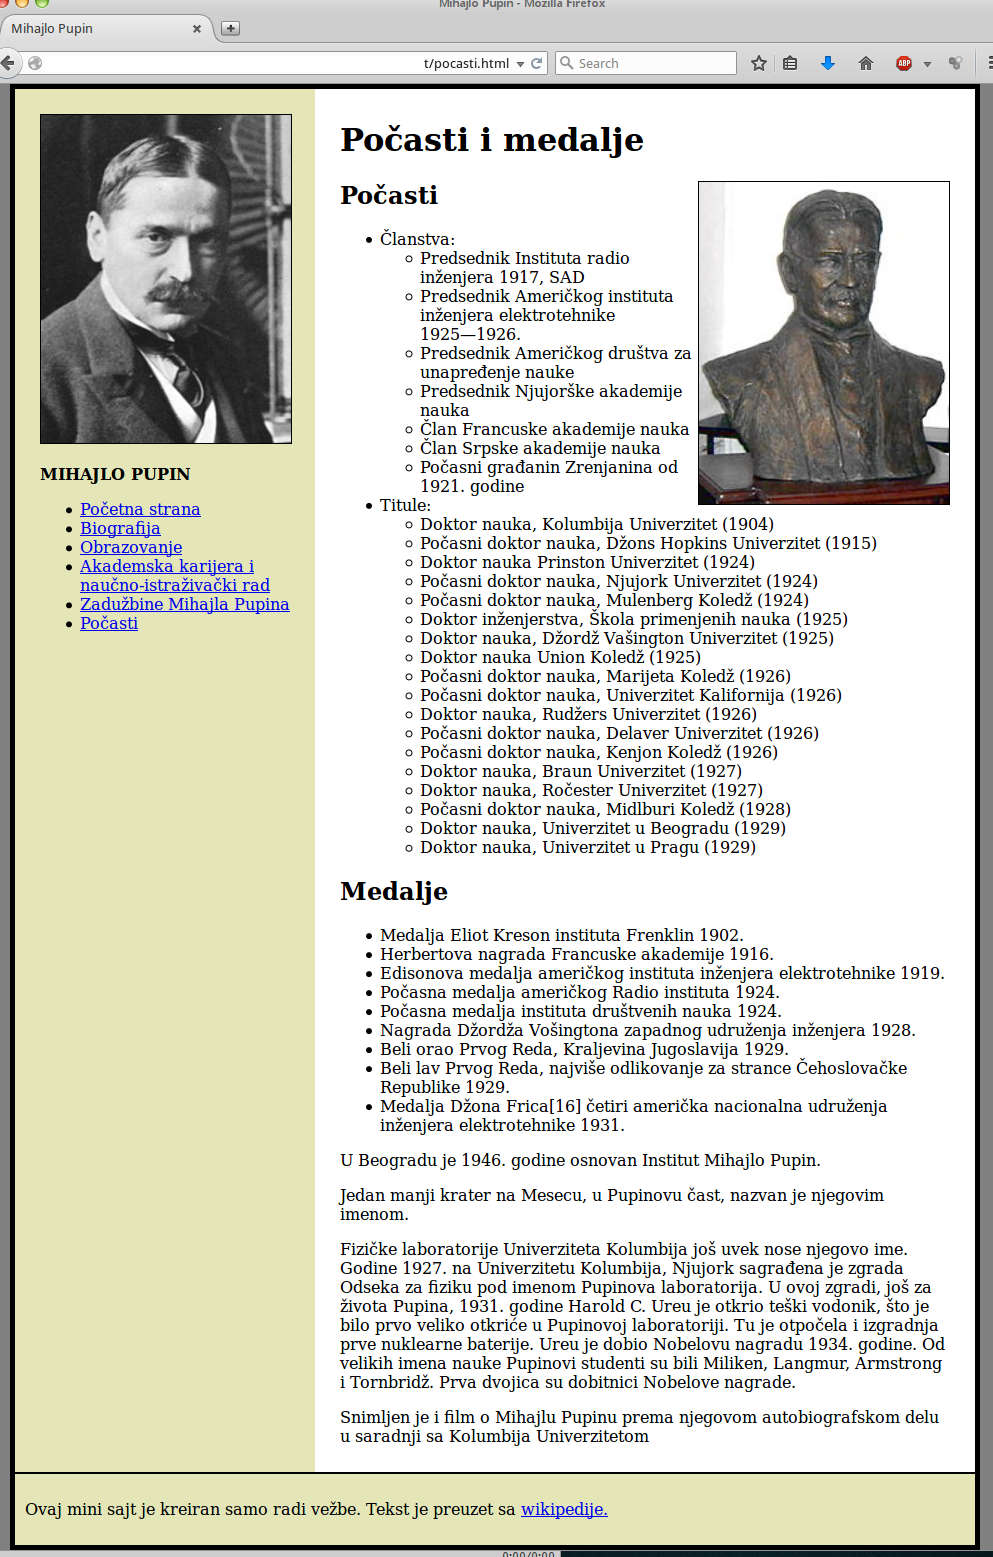 Mihajlo Pupin - Mozilla Firefox
Mihajlo Pupin
t/pocasti.html
Search
ABP
MIHAJLO PUPIN
Početna strana
Biografija
Obrazovanje
Akademska karijera i
naučno-istraživački rad
Zadužbine Mihajla Pupina
Počasti
Počasti i medalje
Počasti
Članstva:
Predsednik Instituta radio
inženjera 1917, SAD
Predsednik Američkog instituta
inženjera elektrotehnike
1925—1926.
Predsednik Američkog društva za
unapređenje nauke
Predsednik Njujorške akademije
nauka
Član Francuske akademije nauka
Član Srpske akademije nauka
Počasni građanin Zrenjanina od
1921. godine
Titule:
Doktor nauka, Kolumbija Univerzitet (1904)
Počasni doktor nauka, Džons Hopkins Univerzitet (1915)
Doktor nauka Prinston Univerzitet (1924)
Počasni doktor nauka, Njujork Univerzitet (1924)
Počasni doktor nauka, Mulenberg Koledž (1924)
Doktor inženjerstva, Škola primenjenih nauka (1925)
Doktor nauka, Džordž Vašington Univerzitet (1925)
Doktor nauka Union Koledž (1925)
Počasni doktor nauka, Marijeta Koledž (1926)
Počasni doktor nauka, Univerzitet Kalifornija (1926)
Doktor nauka, Rudžers Univerzitet (1926)
Počasni doktor nauka, Delaver Univerzitet (1926)
Počasni doktor nauka, Kenjon Koledž (1926)
Doktor nauka, Braun Univerzitet (1927)
Doktor nauka, Ročester Univerzitet (1927)
Počasni doktor nauka, Midlburi Koledž (1928)
Doktor nauka, Univerzitet u Beogradu (1929)
Doktor nauka, Univerzitet u Pragu (1929)
Medalje
Medalja Eliot Kreson instituta Frenklin 1902.
Herbertova nagrada Francuske akademije 1916.
Edisonova medalja američkog instituta inženjera elektrotehnike 1919.
Počasna medalja američkog Radio instituta 1924.
Počasna medalja instituta društvenih nauka 1924.
Nagrada Džordža Vošingtona zapadnog udruženja inženjera 1928.
Beli orao Prvog Reda, Kraljevina Jugoslavija 1929.
Beli lav Prvog Reda, najviše odlikovanje za strance Čehoslovačke
Republike 1929.
Medalja Džona Frica[16] četiri američka nacionalna udruženja
inženjera elektrotehnike 1931.
U Beogradu je 1946. godine osnovan Institut Mihajlo Pupin.
Jedan manji krater na Mesecu, u Pupinovu čast, nazvan je njegovim
imenom.
Fizičke laboratorije Univerziteta Kolumbija još uvek nose njegovo ime.
Godine 1927. na Univerzitetu Kolumbija, Njujork sagrađena je zgrada
Odseka za fiziku pod imenom Pupinova laboratorija. U ovoj zgradi, još za
života Pupina, 1931. godine Harold C. Ureu je otkrio teški vodonik, što je
bilo prvo veliko otkriće u Pupinovoj laboratoriji. Tu je otpočela i izgradnja
prve nuklearne baterije. Ureu je dobio Nobelovu nagradu 1934. godine. Od
velikih imena nauke Pupinovi studenti su bili Miliken, Langmur, Armstrong
i Tornbridž. Prva dvojica su dobitnici Nobelove nagrade.
Snimljen je i film o Mihajlu Pupinu prema njegovom autobiografskom delu
u saradnji sa Kolumbija Univerzitetom
Ovaj mini sajt je kreiran samo radi vežbe. Tekst je preuzet sa wikipedije.
0:00/0:00